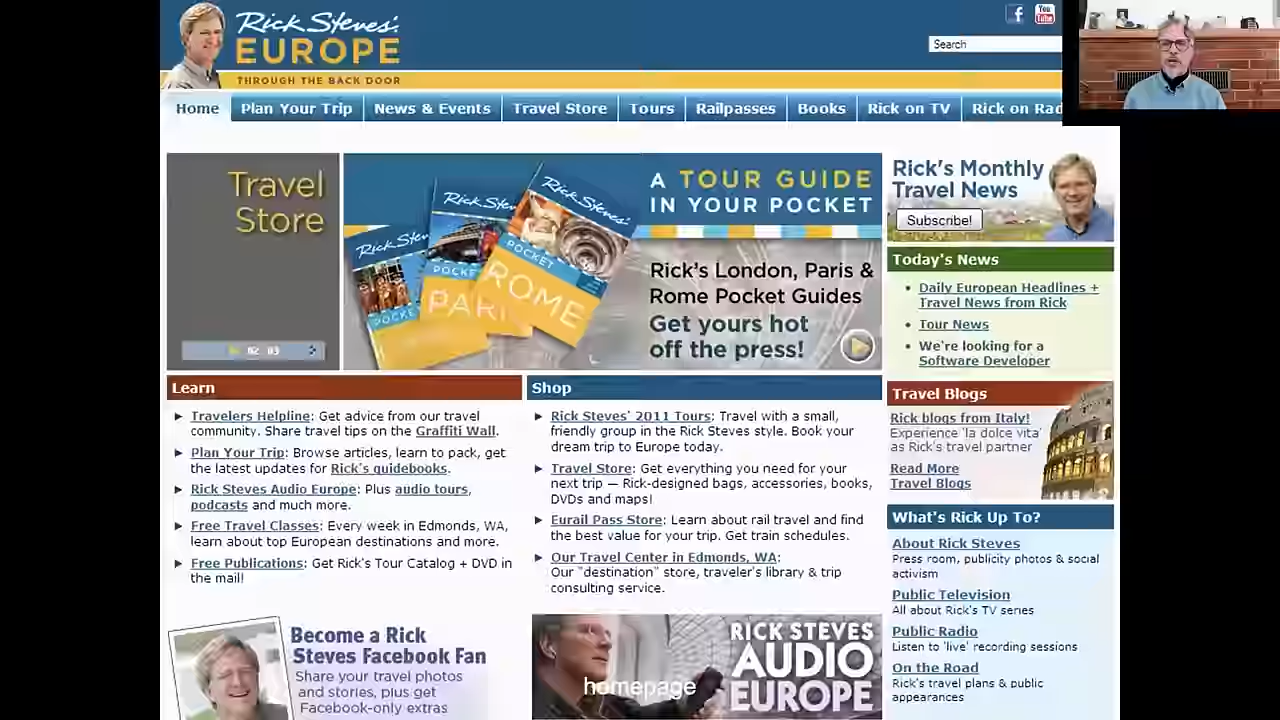 Rick Steves'
EUROPE
THROUGH THE BACK DOOR
f
You
Tube
Search
Home
Plan Your Trip
News & Events
Travel Store
Tours
Railpasses
Books
Rick on TV
Rick on Rad
Travel
Store
02 03
Rick Steves'
POCKET
ROME
POCKE
PARI
POCKE
A TOUR GUIDE
IN YOUR POCKET
Rick's London, Paris &
Rome Pocket Guides
Get yours hot
off the press!
Rick's Monthly
Travel News
Subscribe!
Today's News
Daily European Headlines +
Travel News from Rick
Tour News
We're looking for a
Software Developer
Learn
Travelers Helpline: Get advice from our travel
community. Share travel tips on the Graffiti Wall.
Plan Your Trip: Browse articles, learn to pack, get
the latest updates for Rick's guidebooks.
Rick Steves Audio Europe: Plus audio tours,
podcasts and much more.
Free Travel Classes: Every week in Edmonds, WA,
learn about top European destinations and more.
Free Publications: Get Rick's Tour Catalog + DVD in
the mail!
Shop
Rick Steves' 2011 Tours: Travel with a small,
friendly group in the Rick Steves style. Book your
dream trip to Europe today.
Travel Store: Get everything you need for your
next trip — Rick-designed bags, accessories, books,
DVDs and maps!
Eurail Pass Store: Learn about rail travel and find
the best value for your trip. Get train schedules.
Our Travel Center in Edmonds, WA:
Our "destination" store, traveler's library & trip
consulting service.
Travel Blogs
Rick blogs from Italy!
Experience 'la dolce vita'
as Rick's travel partner
Read More
Travel Blogs
What's Rick Up To?
About Rick Steves
Press room, publicity photos & social
activism
Public Television
All about Rick's TV series
Public Radio
Listen to 'live' recording sessions
On the Road
Rick's travel plans & public
appearances
Become a Rick
Steves Facebook Fan
Share your travel photos
and stories, plus get
Facebook-only extras
RICK STEVES
AUDIO
EUROPE
homepage